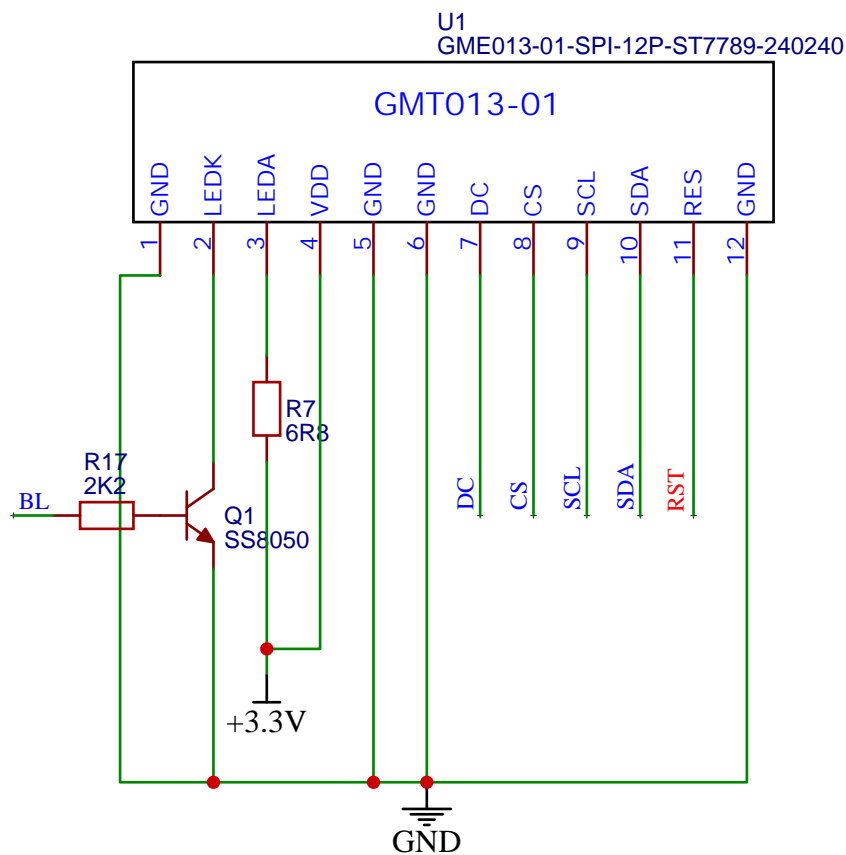 U1
GME013-01-SPI-12P-ST7789-240240
GMT013-01
GND
LEDK
LEDA
VDD
GND
GND
DC
CS
SCL
SDA
RES
GND
1
2
3
4
5
6
7
8
9
10
11
12
R7
6R8
R17
2K2
BL
Q1
SS8050
DC
CS
SCL
SDA
RST
+3.3V
GND